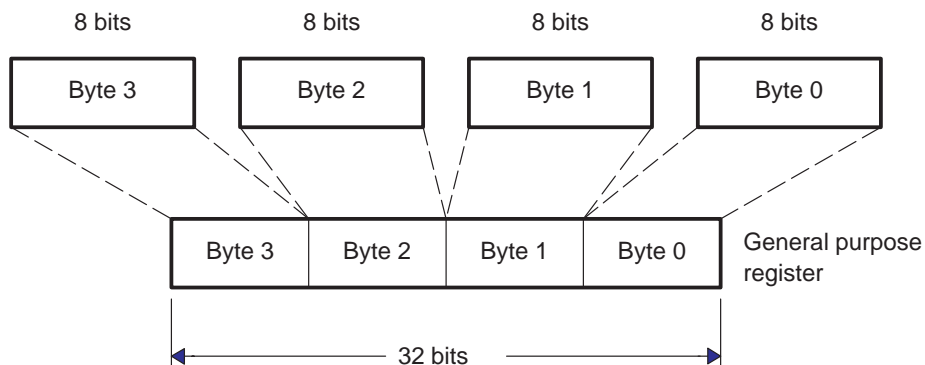 8 bits 8 bits 8 bits 8 bits
Byte 3 Byte 2 Byte 1 Byte 0
Byte 3 Byte 2 Byte 1 Byte 0
General purpose
register
32 bits